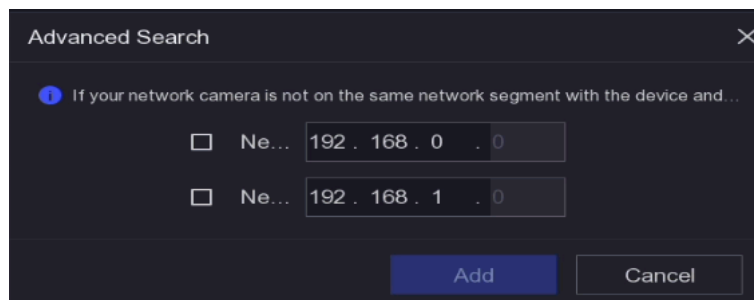 Advanced Search
If your network camera is not on the same network segment with the device and...
Ne... 192 . 168 . 0 . 0
Ne... 192 . 168 . 1 . 0
Add Cancel